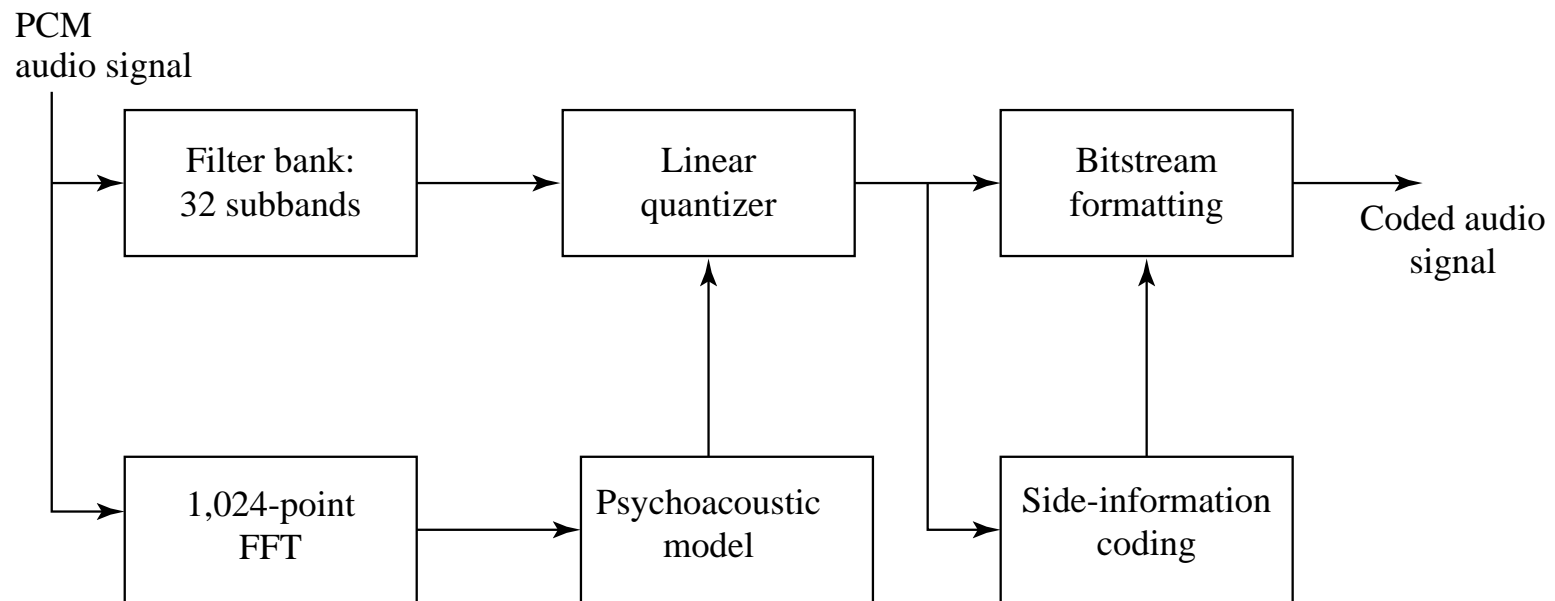 PCM
audio signal
Filter bank:
32 subbands
Linear
quantizer
Bitstream
formatting
Coded audio
signal
1,024-point
FFT
Psychoacoustic
model
Side-information
coding